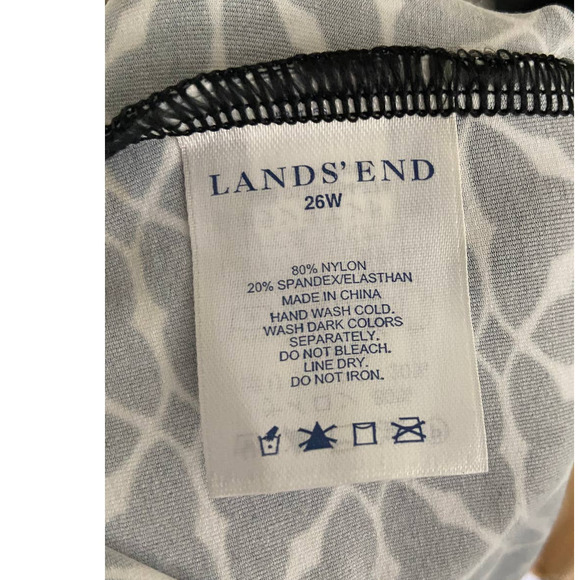 LANDS' END
26W
80% NYLON
20% SPANDEX/ELASTHAN
MADE IN CHINA
HAND WASH COLD.
WASH DARK COLORS
SEPARATELY.
DO NOT BLEACH.
LINE DRY.
DO NOT IRON.